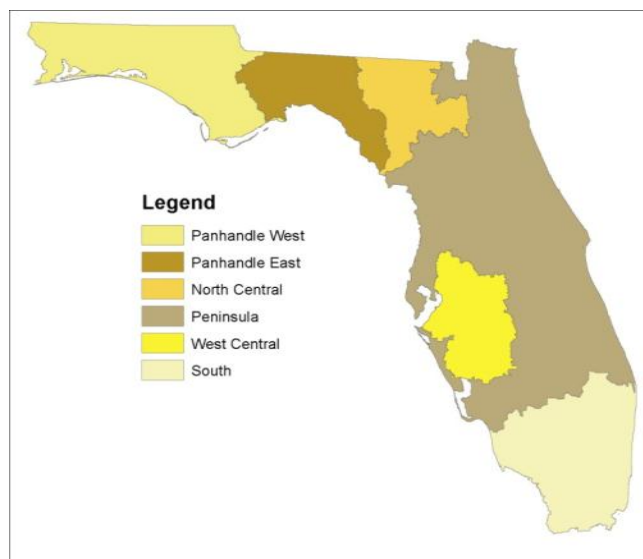 Legend
Panhandle West
Panhandle East
North Central
Peninsula
West Central
South